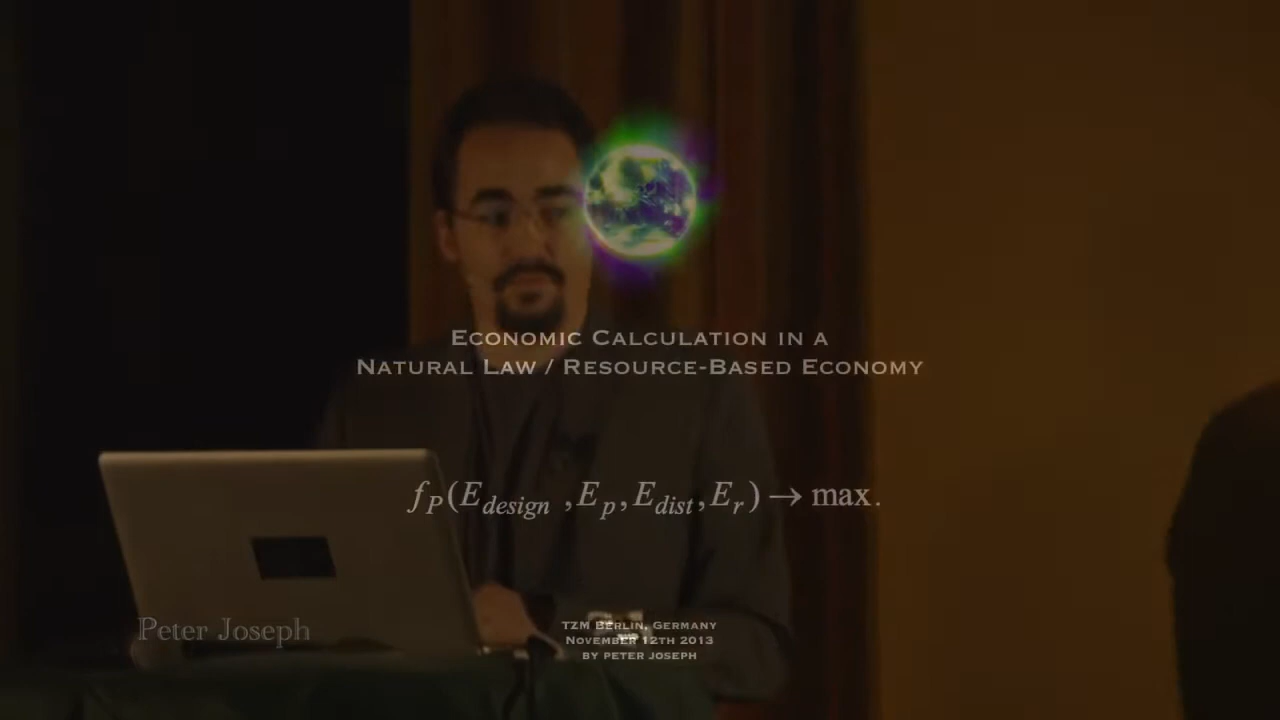 Economic Calculation in a
Natural Law / Resource-Based Economy
f_P(E_design ,E_p,E_dist,E_r) → max.
Peter Joseph
TZM Berlin, Germany
November 12th 2013
by Peter Joseph